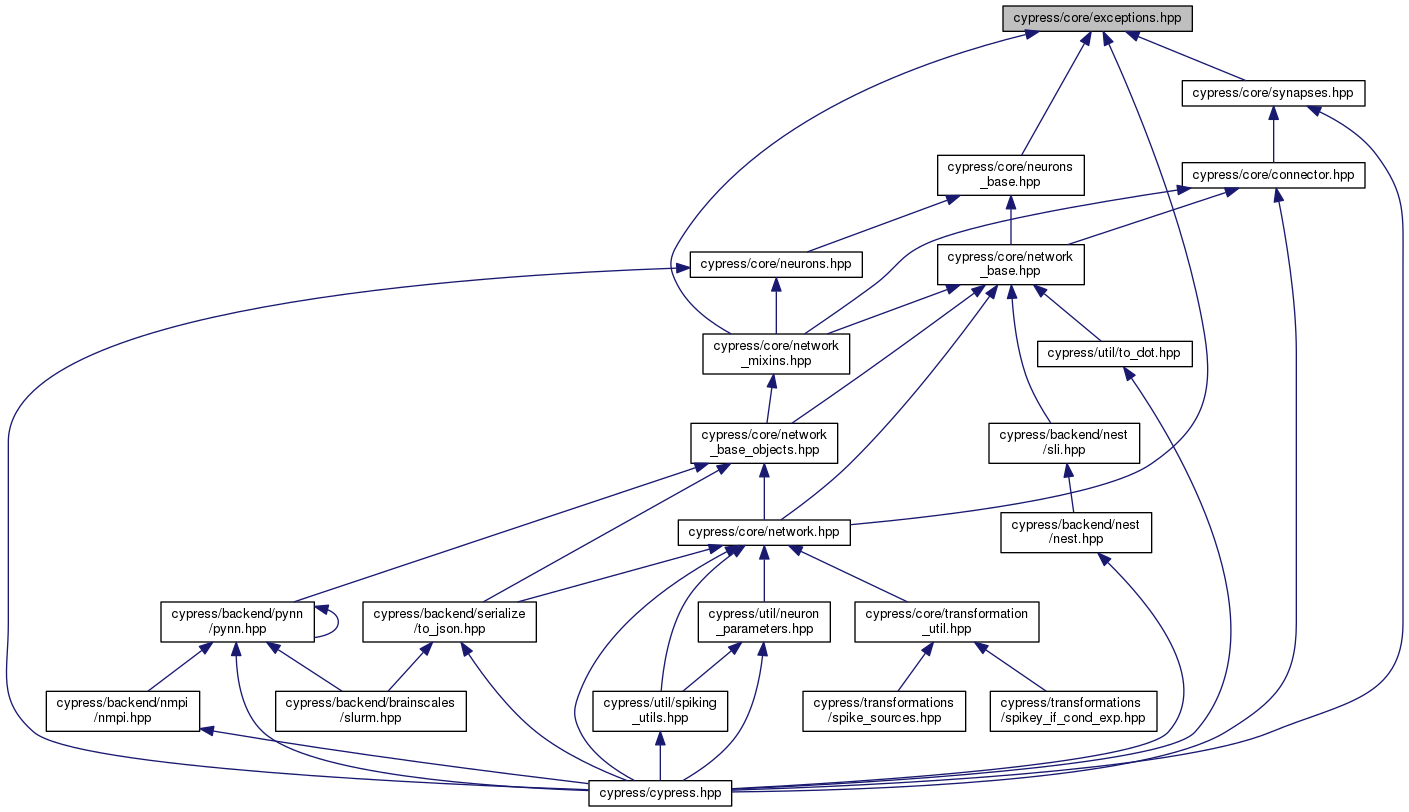 cypress/core/exceptions.hpp
cypress/core/synapses.hpp
cypress/core/neurons
_base.hpp
cypress/core/connector.hpp
cypress/core/neurons.hpp
cypress/core/network
_base.hpp
cypress/core/network
_mixins.hpp
cypress/util/to_dot.hpp
cypress/core/network
_base_objects.hpp
cypress/backend/nest
/sli.hpp
cypress/core/network.hpp
cypress/backend/nest
/nest.hpp
cypress/backend/pynn
/pynn.hpp
cypress/backend/serialize
/to_json.hpp
cypress/util/neuron
_parameters.hpp
cypress/core/transformation
_util.hpp
cypress/backend/nmpi
/nmpi.hpp
cypress/backend/brainscales
/slurm.hpp
cypress/util/spiking
_utils.hpp
cypress/transformations
/spike_sources.hpp
cypress/transformations
/spikey_if_cond_exp.hpp
cypress/cypress.hpp